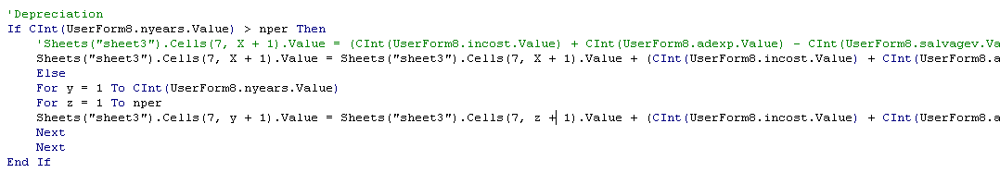 'Depreciation
If CInt(UserForm8.nyears.Value) > nper Then
'Sheets("sheet3").Cells(7, X + 1).Value = (CInt(UserForm8.incost.Value) + CInt(UserForm8.adexp.Value) - CInt(UserForm8.salvagev.Va
Sheets("sheet3").Cells(7, X + 1).Value = Sheets("sheet3").Cells(7, X + 1).Value + (CInt(UserForm8.incost.Value) + CInt(UserForm8.a
Else
For y = 1 To CInt(UserForm8.nyears.Value)
For z = 1 To nper
Sheets("sheet3").Cells(7, y + 1).Value = Sheets("sheet3").Cells(7, z + 1).Value + (CInt(UserForm8.incost.Value) + CInt(UserForm8.a
Next
Next
End If